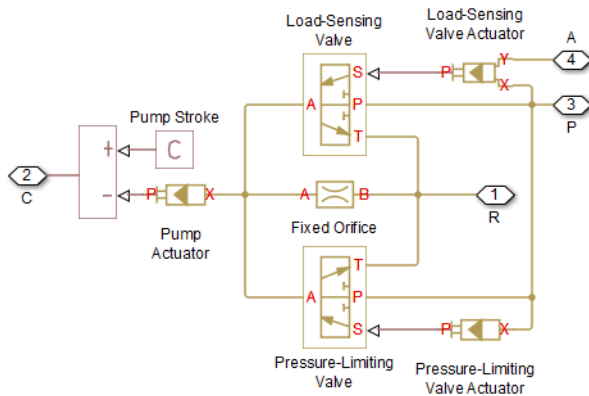 Load-Sensing
Valve
Load-Sensing
Valve Actuator
A
4
Y
P
X
S
A
P
T
3
P
Pump Stroke
C
+
-
2
C
P
X
Pump
Actuator
A
B
Fixed Orifice
1
R
T
A
P
S
P
X
Pressure-Limiting
Valve
Pressure-Limiting
Valve Actuator